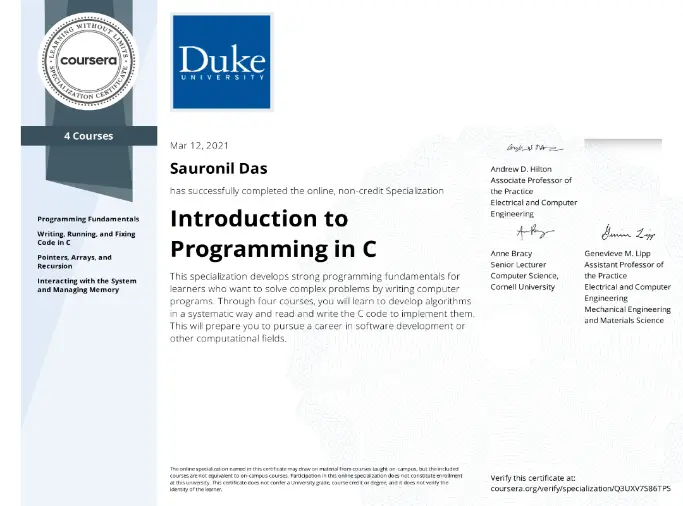 LEARNING WITHOUT LIMITS
coursera
SPECIALIZATION CERTIFICATE
4 Courses
Programming Fundamentals
Writing, Running, and Fixing
Code in C
Pointers, Arrays, and
Recursion
Interacting with the System
and Managing Memory
Duke
UNIVERSITY
Mar 12, 2021
Sauronil Das
has successfully completed the online, non-credit Specialization
Introduction to
Programming in C
This specialization develops strong programming fundamentals for
learners who want to solve complex problems by writing computer
programs. Through four courses, you will learn to develop algorithms
in a systematic way and read and write the C code to implement them.
This will prepare you to pursue a career in software development or
other computational fields.
Andrew D. Hilton
Associate Professor of
the Practice
Electrical and Computer
Engineering
Anne Bracy
Senior Lecturer
Computer Science,
Cornell University
Genevieve M. Lipp
Assistant Professor of
the Practice
Electrical and Computer
Engineering
Mechanical Engineering
and Materials Science
The online specialization named in this certificate may draw on material from courses taught on-campus, but the included
courses are not equivalent to on-campus courses. Participation in this online specialization does not constitute enrollment
at this university. This certificate does not confer a University grade, course credit or degree, and it does not verify the
identity of the learner.
Verify this certificate at:
coursera.org/verify/specialization/Q3UXV7S86TPS